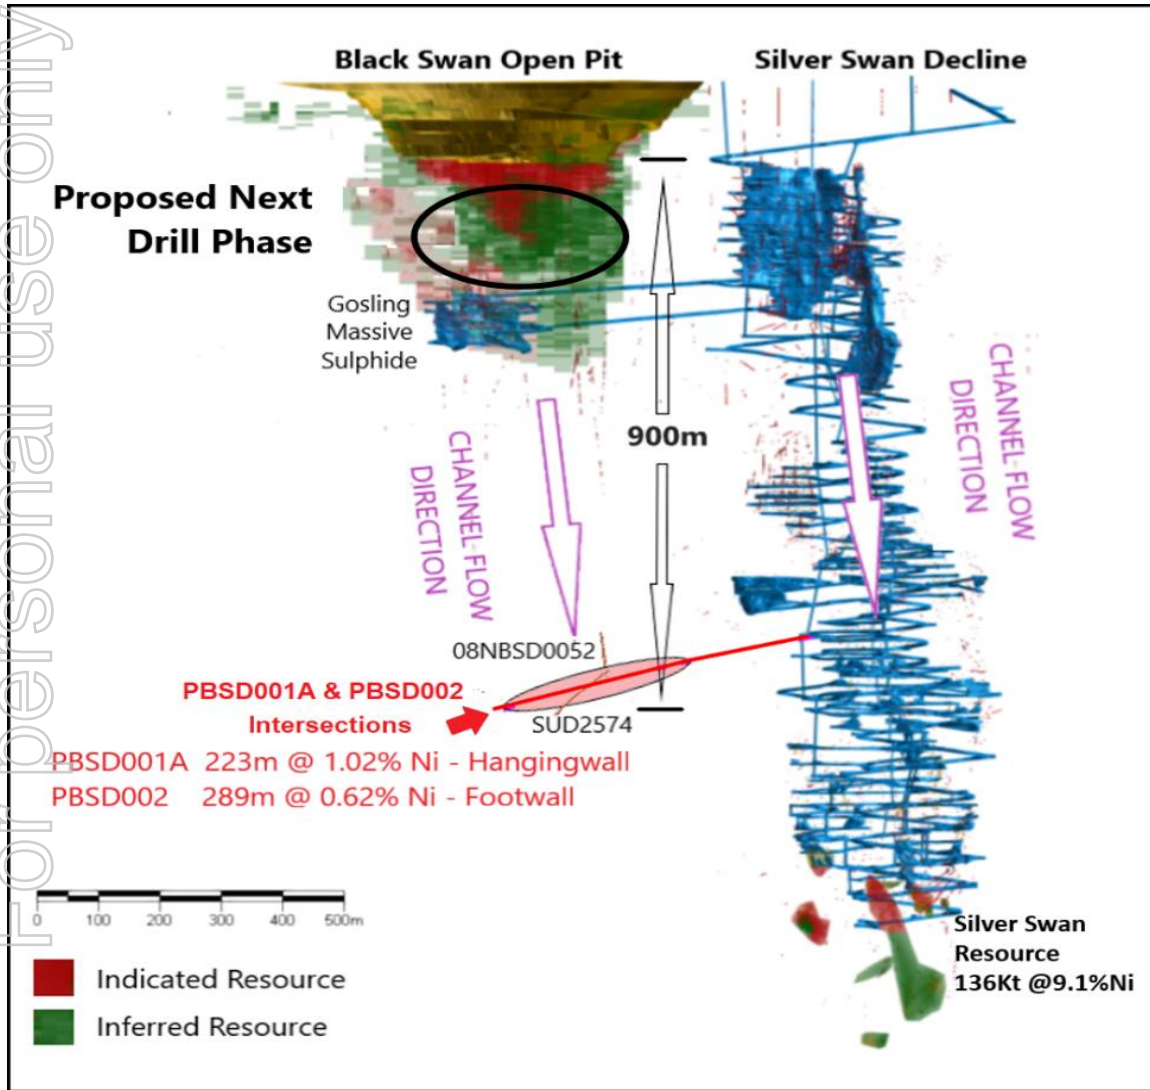 For personal use only
Black Swan Open Pit
Silver Swan Decline
Proposed Next
Drill Phase
Gosling
Massive
Sulphide
900m
CHANNEL FLOW
DIRECTION
CHANNEL FLOW
DIRECTION
08NBSD0052
PBSD001A & PBSD002
Intersections
SUD2574
PBSD001A 223m @ 1.02% Ni - Hangingwall
PBSD002 289m @ 0.62% Ni - Footwall
0 100 200 300 400 500m
Silver Swan
Resource
136Kt @9.1%Ni
Indicated Resource
Inferred Resource